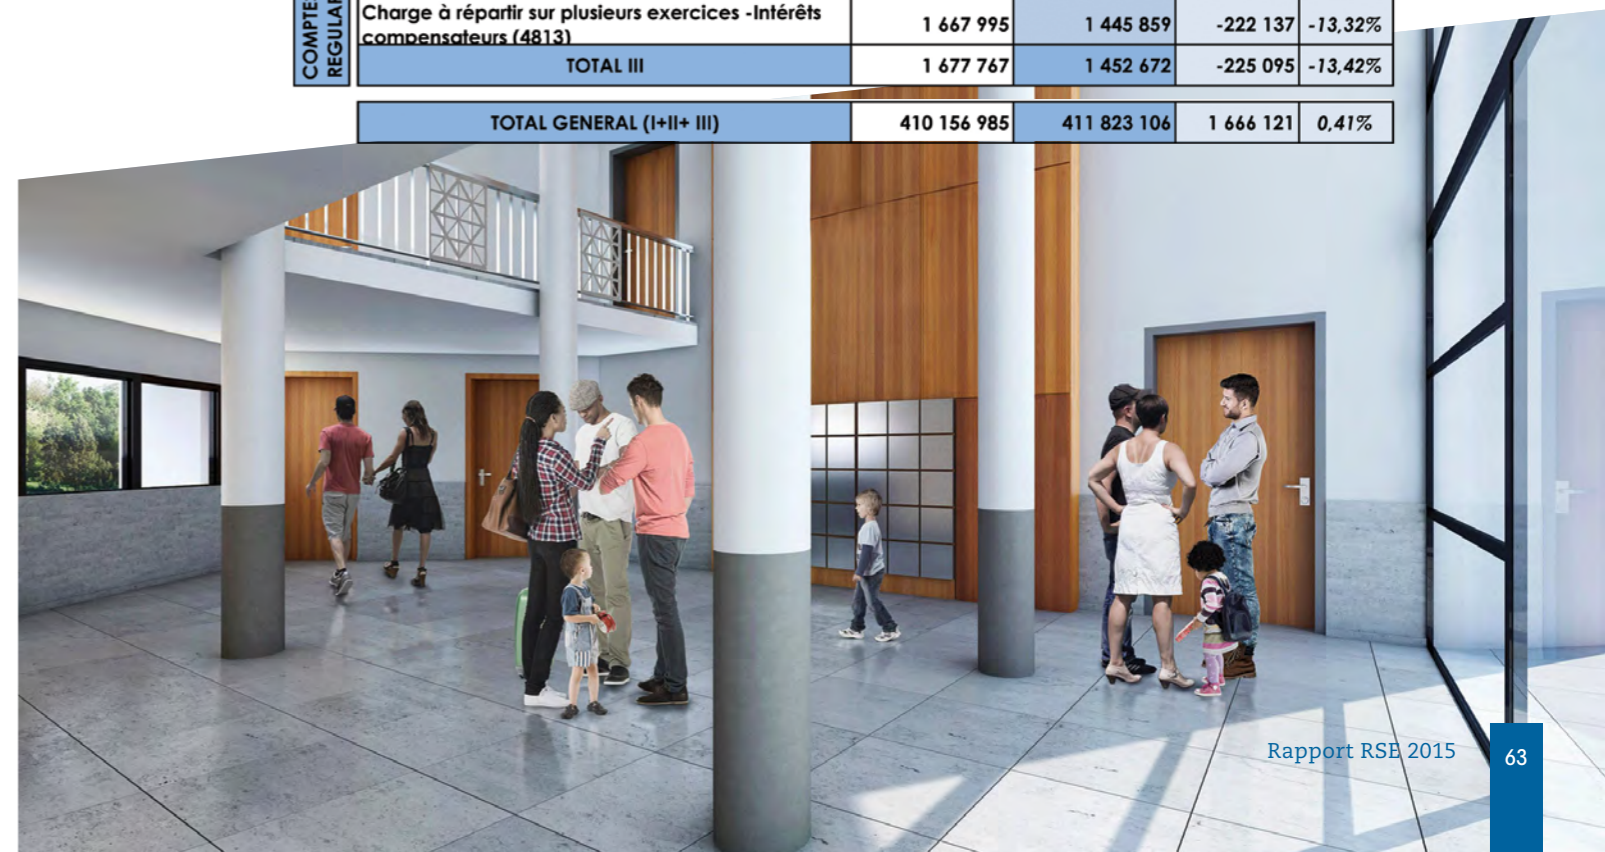 COMPTES
REGULAR
Charge à répartir sur plusieurs exercices -Intérêts
compensateurs (4813)
1 667 995 1 445 859 -222 137 -13,32%
TOTAL III 1 677 767 1 452 672 -225 095 -13,42%
TOTAL GENERAL (I+II+ III) 410 156 985 411 823 106 1 666 121 0,41%
Rapport RSE 2015 63